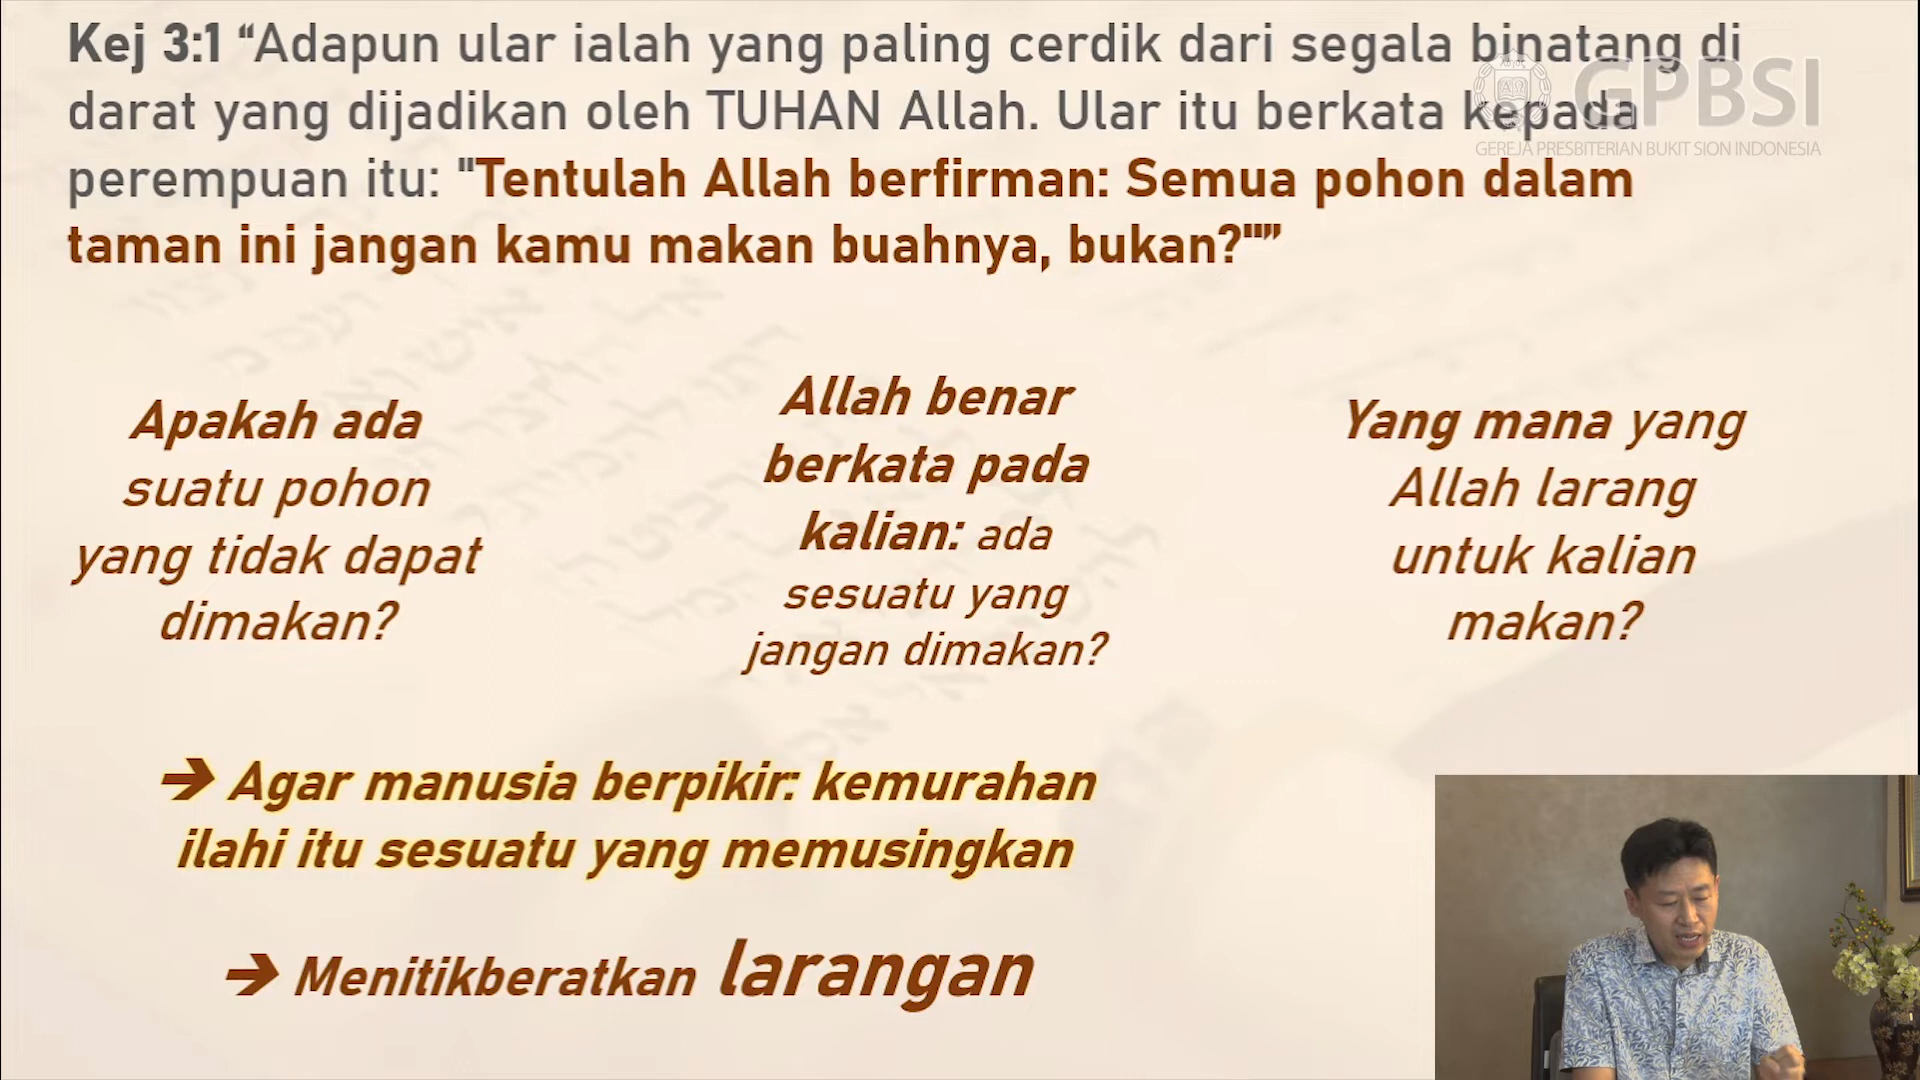 Kej 3:1 “Adapun ular ialah yang paling cerdik dari segala binatang di
darat yang dijadikan oleh TUHAN Allah. Ular itu berkata kepada
perempuan itu: "Tentulah Allah berfirman: Semua pohon dalam
taman ini jangan kamu makan buahnya, bukan?"”
GPBSI
GEREJA PRESBITERIAN BUKIT SION INDONESIA
Apakah ada
suatu pohon
yang tidak dapat
dimakan?
Allah benar
berkata pada
kalian: ada
sesuatu yang
jangan dimakan?
Yang mana yang
Allah larang
untuk kalian
makan?
→ Agar manusia berpikir: kemurahan
ilahi itu sesuatu yang memusingkan
→ Menitikberatkan larangan